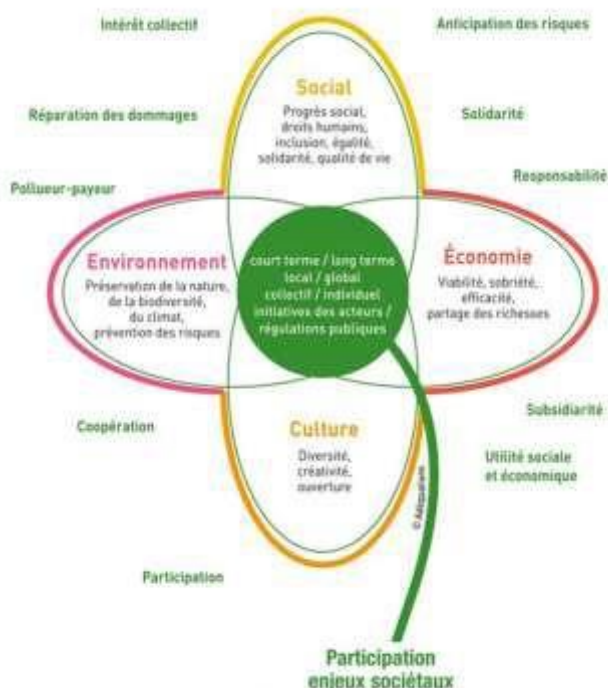 Intérêt collectif
Anticipation des risques
Social
Progrès social,
droits humains,
inclusion, égalité,
solidarité, qualité de vie
Réparation des dommages
Solidarité
Pollueur-payeur
Responsabilité
Environnement
Préservation de la nature,
de la biodiversité,
du climat,
prévention des risques
court terme / long terme
local / global
collectif / individuel
initiatives des acteurs /
régulations publiques
Économie
Viabilité, sobriété,
efficacité,
partage des richesses
Coopération
Subsidiarité
Culture
Diversité,
créativité,
ouverture
Utilité sociale
et économique
© Adéquations
Participation
Participation
enjeux sociétaux